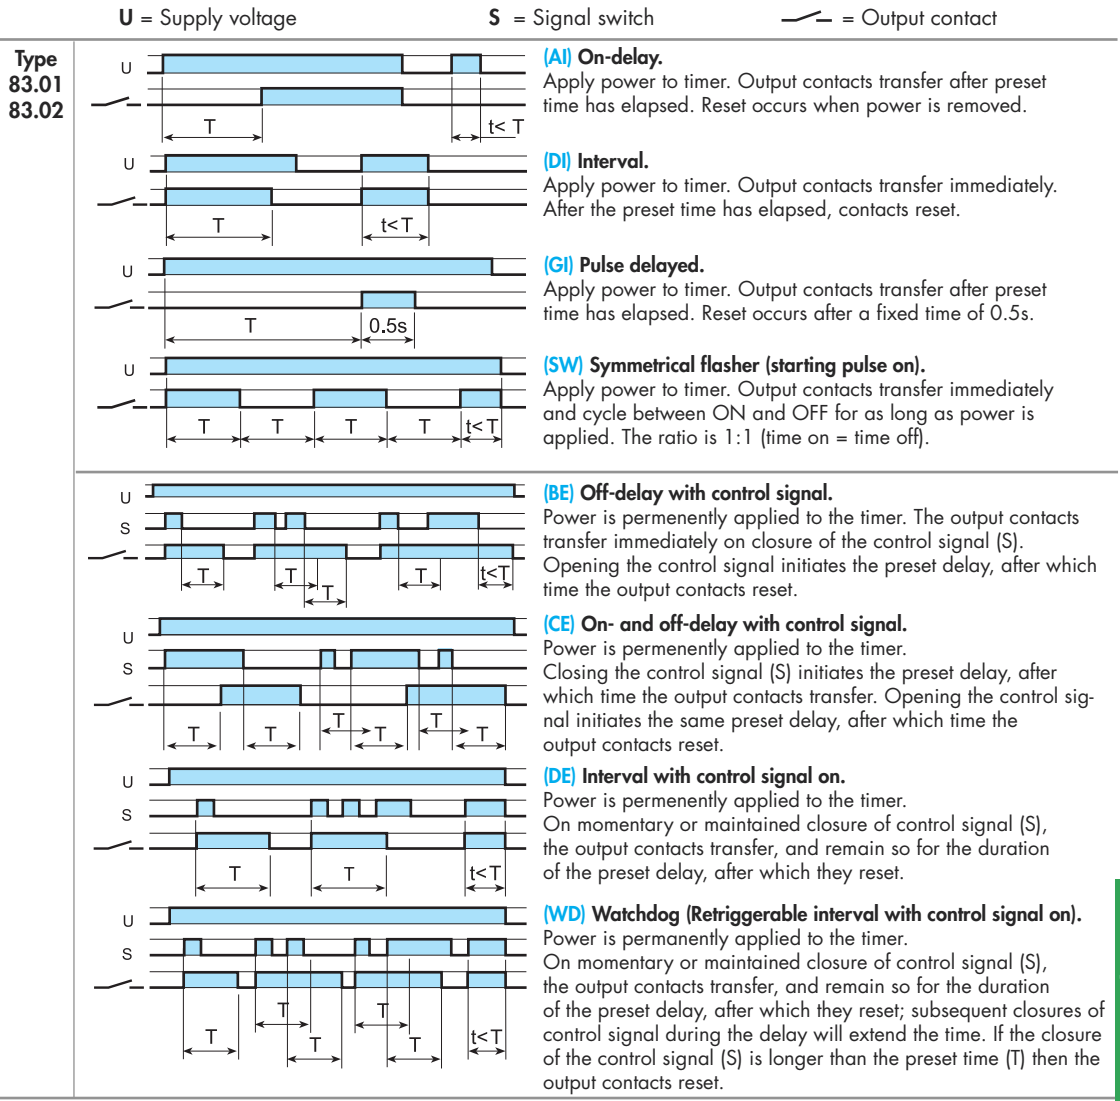 U = Supply voltage
S = Signal switch
= Output contact
Type
83.01
83.02
U
T
t< T
(AI) On-delay.
Apply power to timer. Output contacts transfer after preset
time has elapsed. Reset occurs when power is removed.
U
T
t<T
(DI) Interval.
Apply power to timer. Output contacts transfer immediately.
After the preset time has elapsed, contacts reset.
U
T
0.5s
(GI) Pulse delayed.
Apply power to timer. Output contacts transfer after preset
time has elapsed. Reset occurs after a fixed time of 0.5s.
U
T
T
T
T
t<T
(SW) Symmetrical flasher (starting pulse on).
Apply power to timer. Output contacts transfer immediately
and cycle between ON and OFF for as long as power is
applied. The ratio is 1:1 (time on = time off).
U
S
T
T
T
T
t<T
(BE) Off-delay with control signal.
Power is permenently applied to the timer. The output contacts
transfer immediately on closure of the control signal (S).
Opening the control signal initiates the preset delay, after which
time the output contacts reset.
U
S
T
T
T
T
T
T
(CE) On- and off-delay with control signal.
Power is permenently applied to the timer.
Closing the control signal (S) initiates the preset delay, after
which time the output contacts transfer. Opening the control sig-
nal initiates the same preset delay, after which time the
output contacts reset.
U
S
T
T
t<T
(DE) Interval with control signal on.
Power is permenently applied to the timer.
On momentary or maintained closure of control signal (S),
the output contacts transfer, and remain so for the duration
of the preset delay, after which they reset.
U
S
T
T
T
T
T
t<T
(WD) Watchdog (Retriggerable interval with control signal on).
Power is permanently applied to the timer.
On momentary or maintained closure of control signal (S),
the output contacts transfer, and remain so for the duration
of the preset delay, after which they reset; subsequent closures of
control signal during the delay will extend the time. If the closure
of the control signal (S) is longer than the preset time (T) then the
output contacts reset.